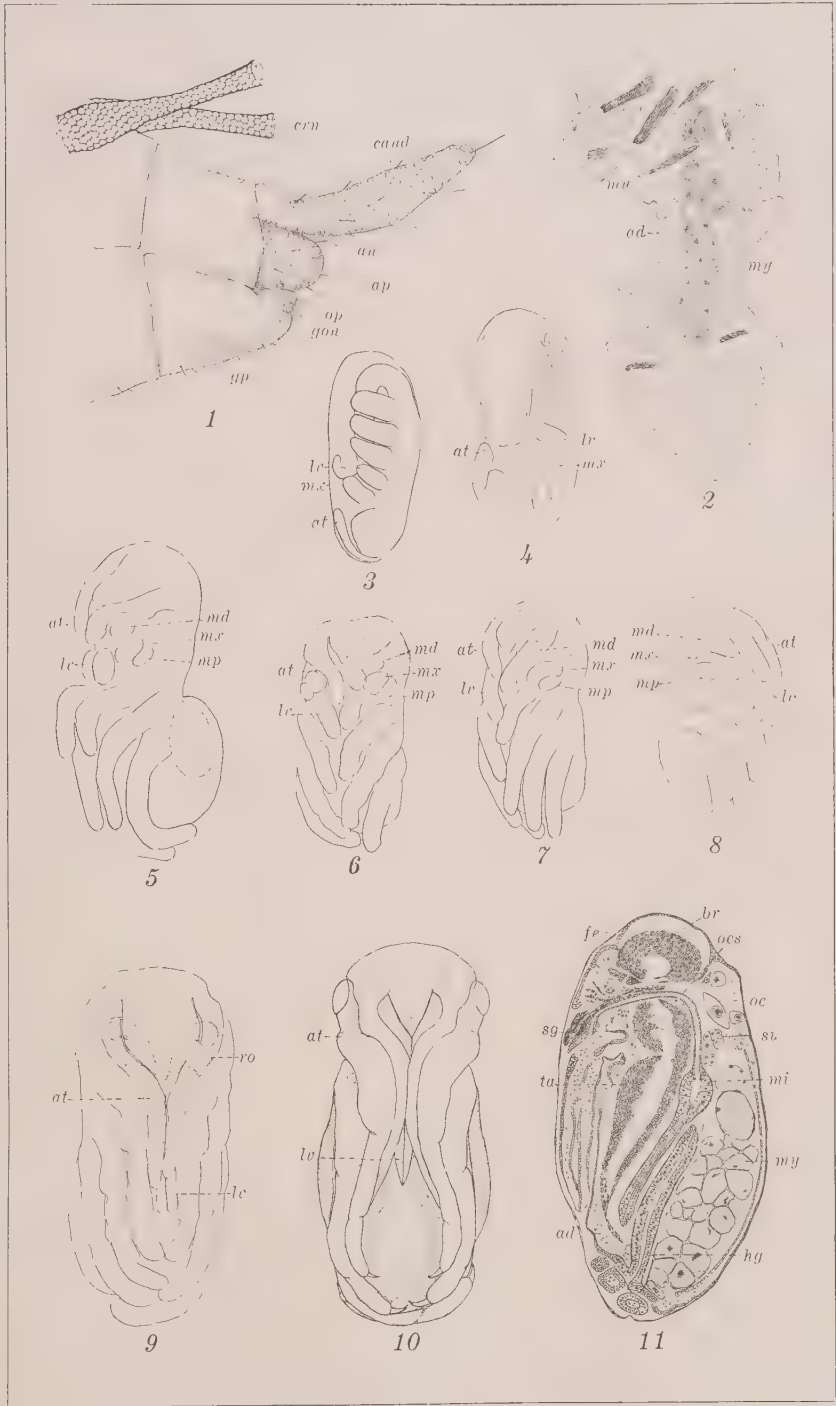 crn
caud
an
ap
op
gon
gp
1
mu
od
my
2
lr
mx
at
3
at
lr
mx
4
at
lr
md
mx
mp
5
at
lr
md
mx
mp
6
at
lr
md
mx
mp
7
md
mx
mp
at
lr
8
at
ro
lr
9
at
lv
10
br
fe
ocs
oc
sg
st
ta
mi
my
ad
hg
11